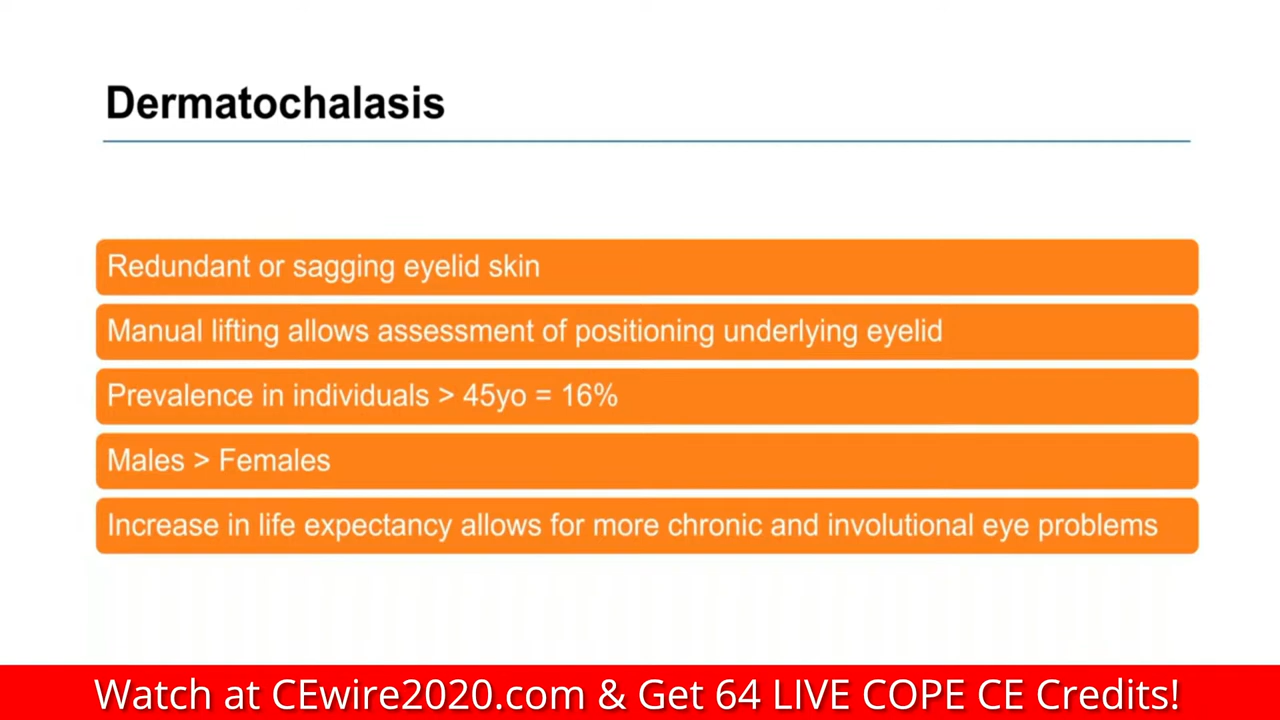 Dermatochalasis
Redundant or sagging eyelid skin
Manual lifting allows assessment of positioning underlying eyelid
Prevalence in individuals > 45yo = 16%
Males > Females
Increase in life expectancy allows for more chronic and involutional eye problems
Watch at CEwire2020.com & Get 64 LIVE COPE CE Credits!